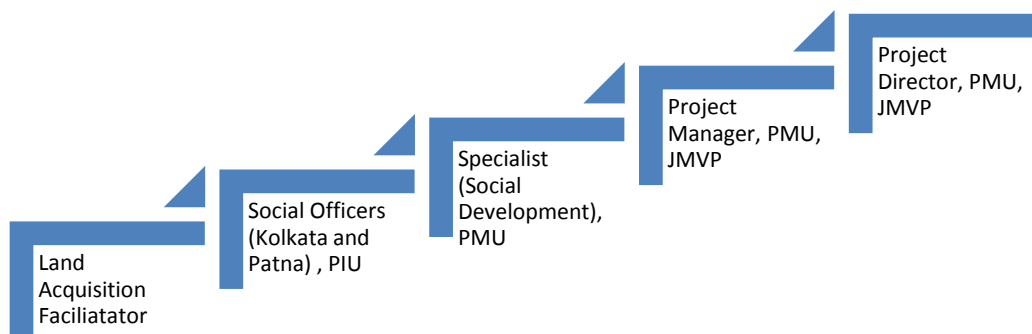 Land
Acquisition
Faciliatator
Social Officers
(Kolkata and
Patna) , PIU
Specialist
(Social
Development),
PMU
Project
Manager, PMU,
JMVP
Project
Director, PMU,
JMVP